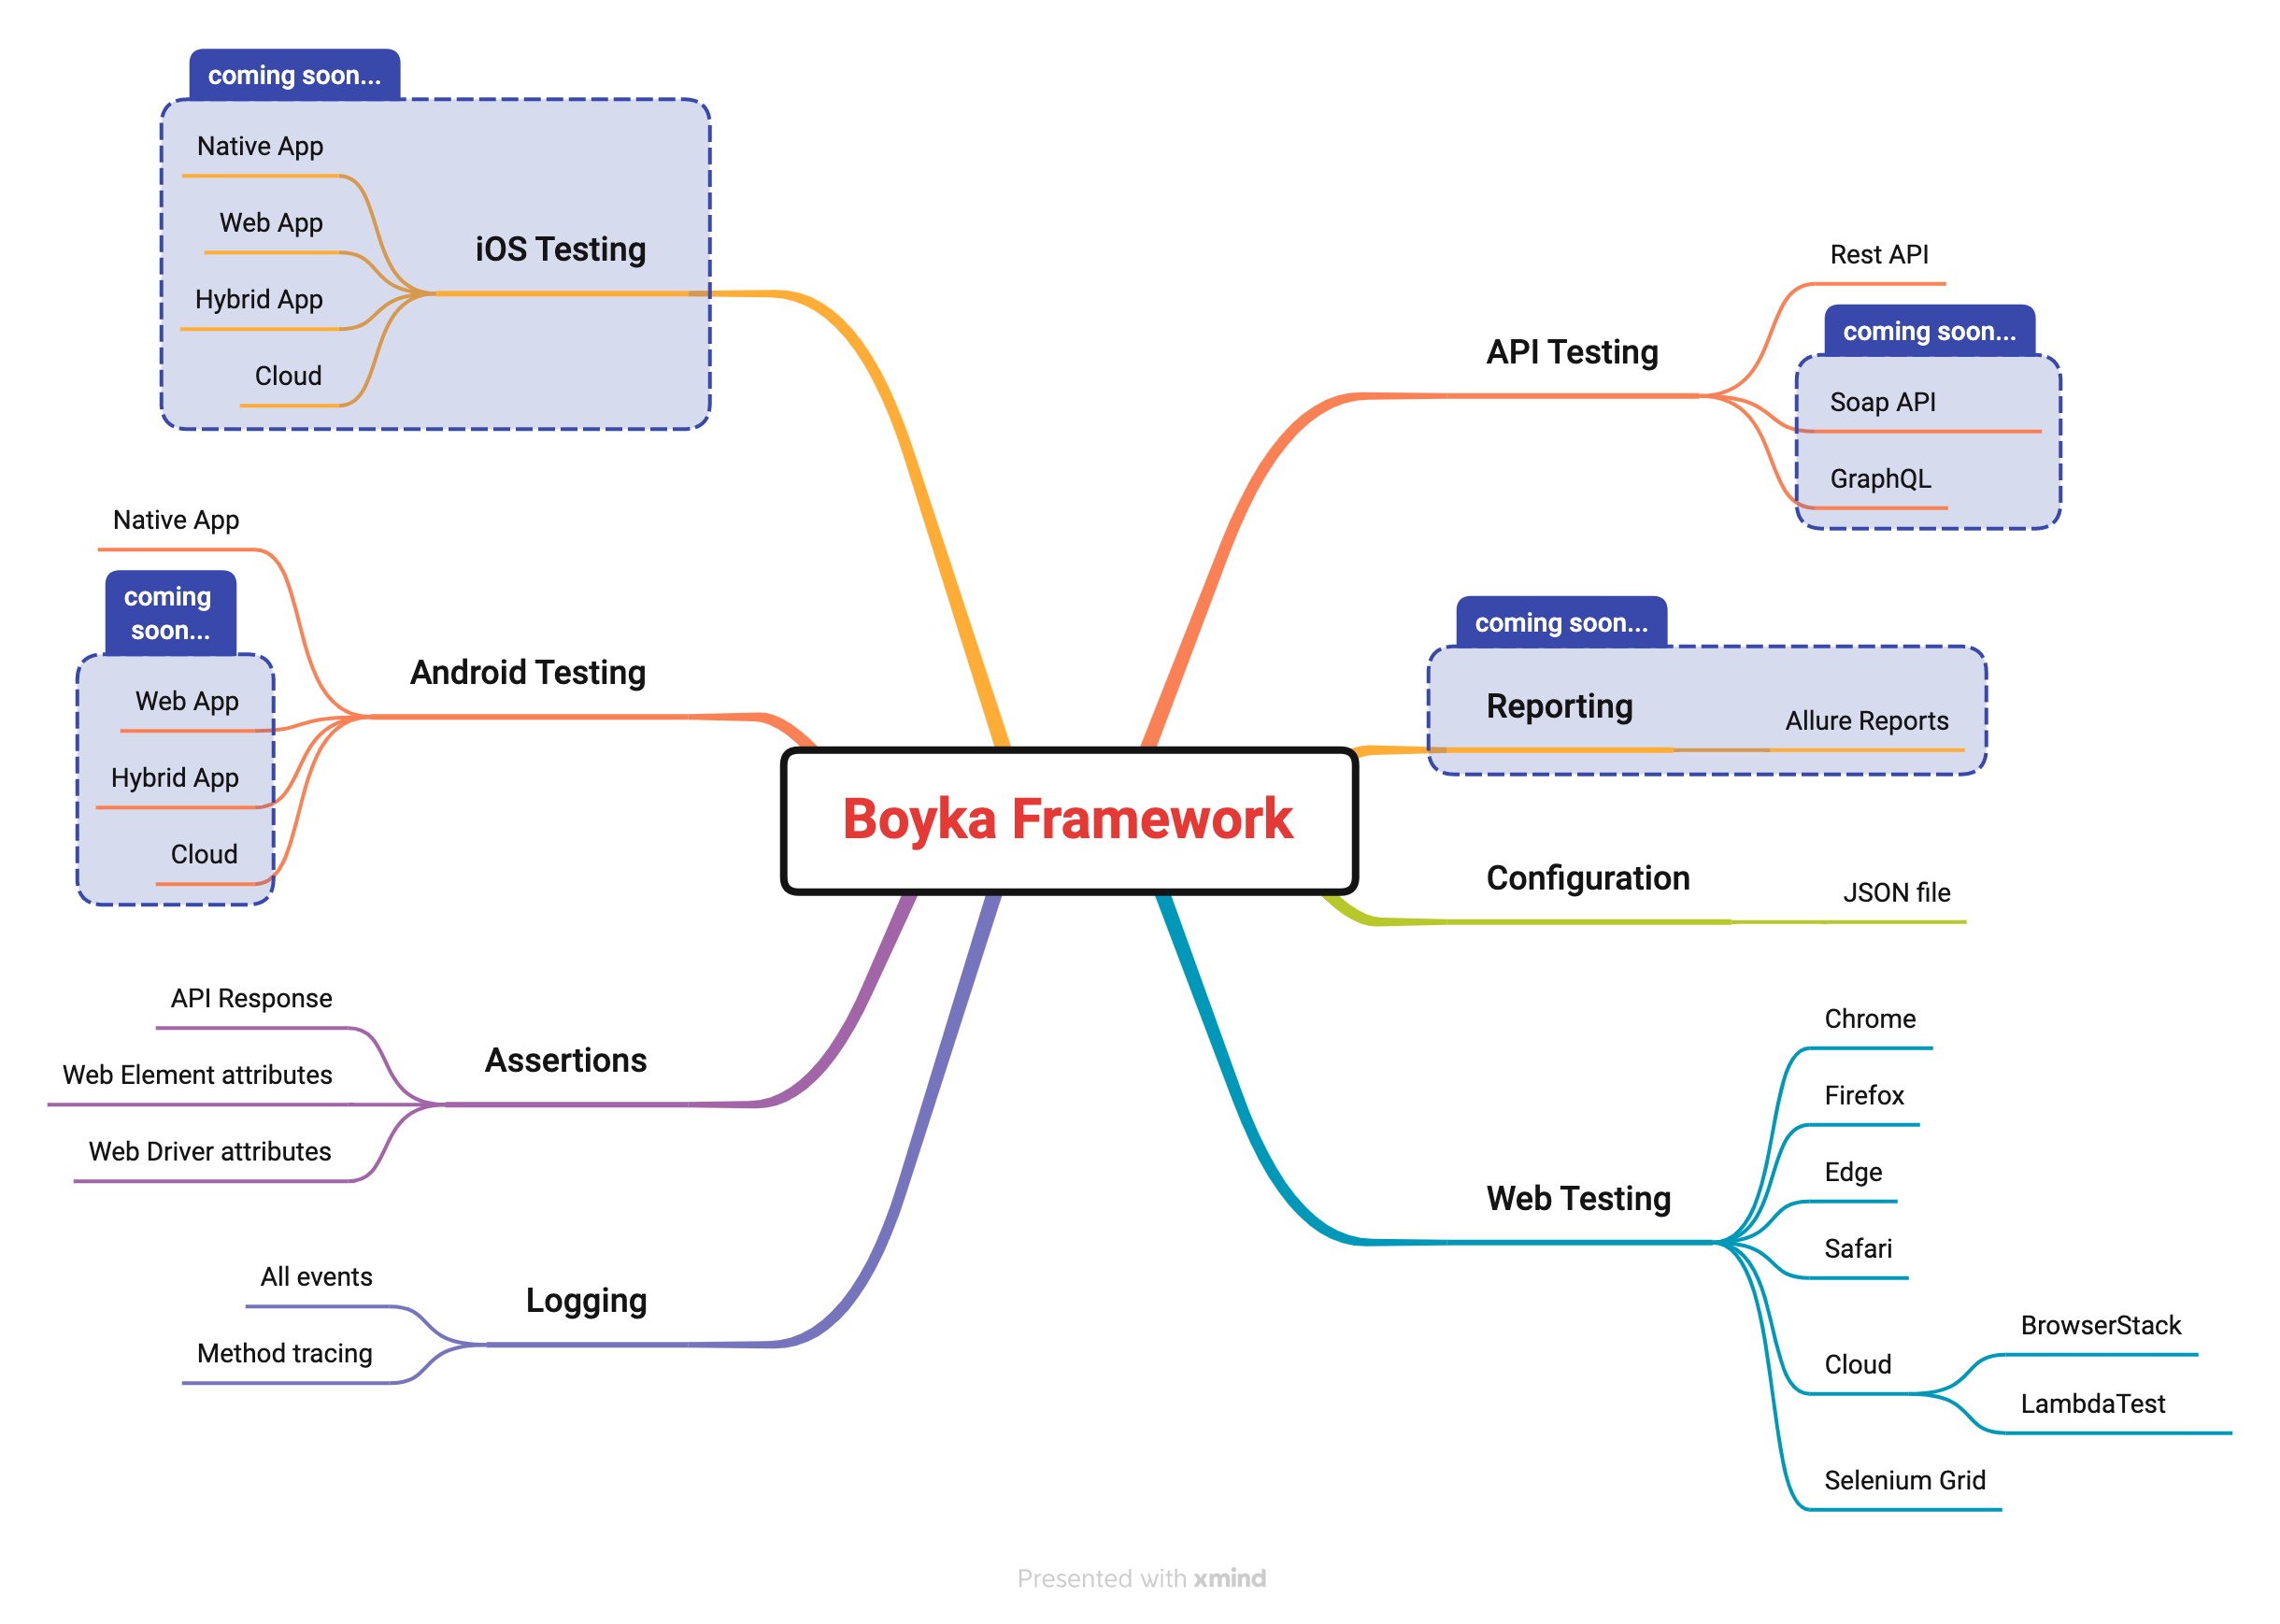 coming soon...
Native App
Web App
iOS Testing
Hybrid App
Cloud
Native App
coming
soon...
Android Testing
Web App
Hybrid App
Cloud
API Response
Assertions
Web Element attributes
Web Driver attributes
All events
Logging
Method tracing
Boyka Framework
Rest API
coming soon...
API Testing
Soap API
GraphQL
coming soon...
Reporting
Allure Reports
Configuration
JSON file
Chrome
Firefox
Edge
Web Testing
Safari
BrowserStack
Cloud
LambdaTest
Selenium Grid
Presented with xmind